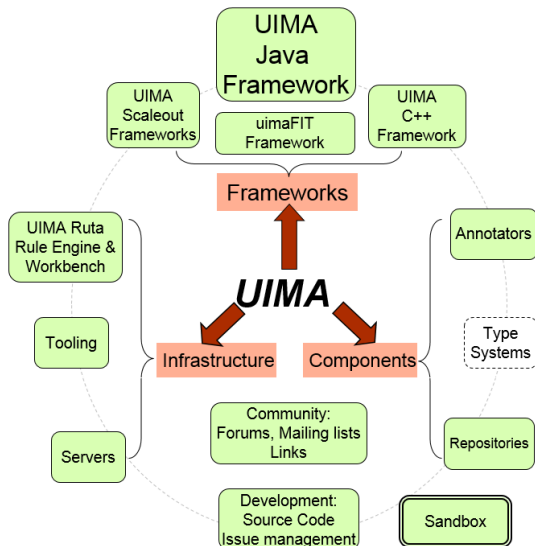 UIMA
Java
Framework
UIMA
Scaleout
Frameworks
uimaFIT
Framework
UIMA
C++
Framework
Frameworks
UIMA Ruta
Rule Engine &
Workbench
Annotators
UIMA
Tooling
Infrastructure
Components
Type
Systems
Community:
Forums, Mailing lists
Links
Servers
Repositories
Development:
Source Code
Issue management
Sandbox